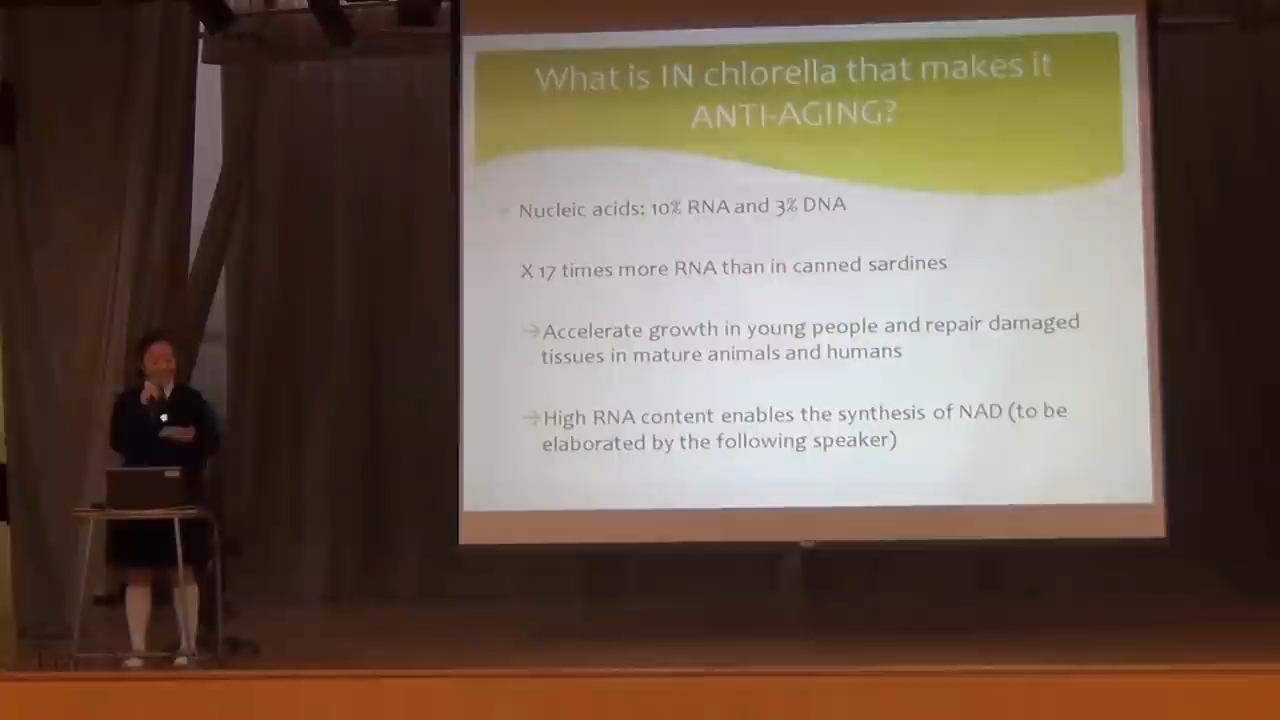 What is IN chlorella that makes it
ANTI-AGING?
Nucleic acids: 10% RNA and 3% DNA
X 17 times more RNA than in canned sardines
→Accelerate growth in young people and repair damaged
tissues in mature animals and humans
→High RNA content enables the synthesis of NAD (to be
elaborated by the following speaker)